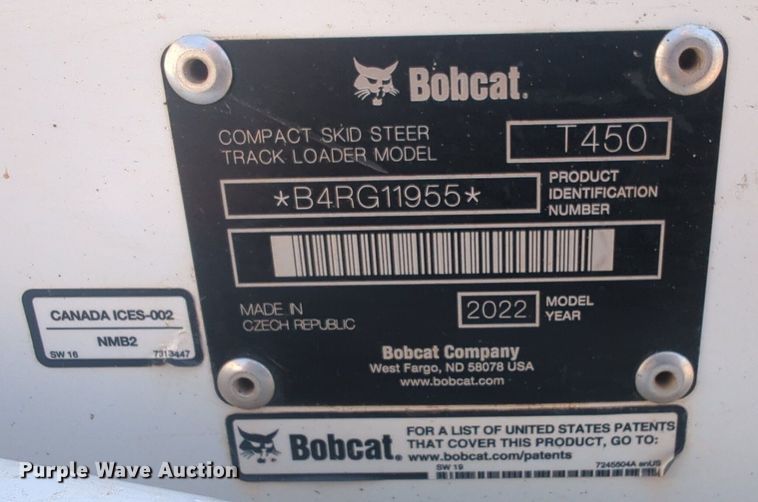 Bobcat.
COMPACT SKID STEER
TRACK LOADER MODEL
T450
*B4RG11955*
PRODUCT
IDENTIFICATION
NUMBER
MADE IN
CZECH REPUBLIC
2022
MODEL
YEAR
Bobcat Company
West Fargo, ND 58078 USA
www.bobcat.com
CANADA ICES-002
NMB2
SW 16 7313447
Bobcat.
FOR A LIST OF UNITED STATES PATENTS
THAT COVER THIS PRODUCT, GO TO:
www.bobcat.com/patents
SW 19 7245504A enUS
Purple Wave Auction